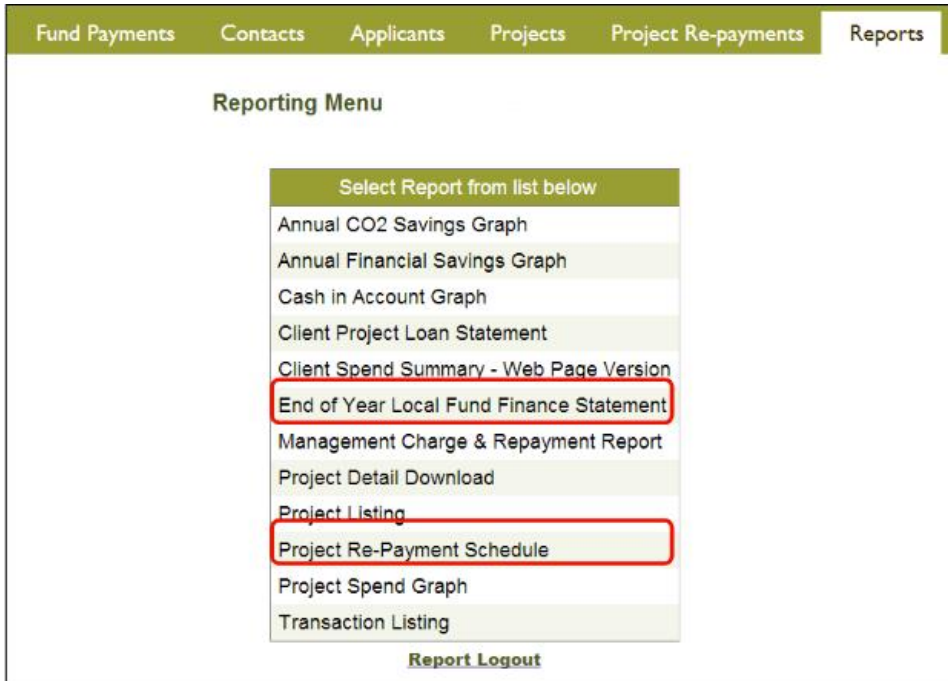 Fund Payments Contacts Applicants Projects Project Re-payments Reports
Reporting Menu
Select Report from list below
Annual CO2 Savings Graph
Annual Financial Savings Graph
Cash in Account Graph
Client Project Loan Statement
Client Spend Summary - Web Page Version
End of Year Local Fund Finance Statement
Management Charge & Repayment Report
Project Detail Download
Project Listing
Project Re-Payment Schedule
Project Spend Graph
Transaction Listing
Report Logout